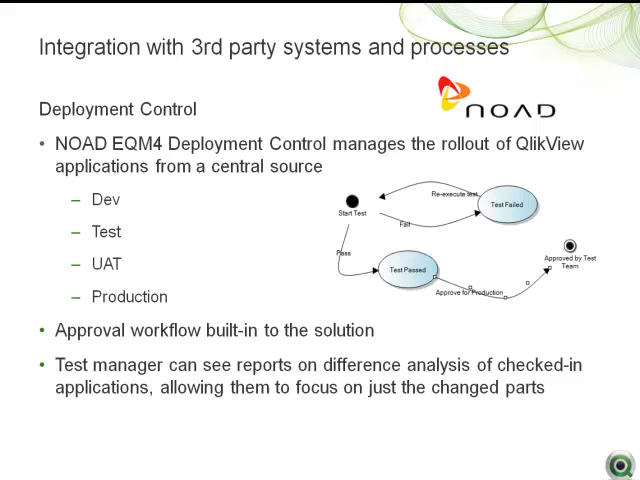 Integration with 3rd party systems and processes
NOAD
Deployment Control
• NOAD EQM4 Deployment Control manages the rollout of QlikView
applications from a central source
– Dev
– Test
– UAT
– Production
Re-execute test
Test Failed
Start Test
Fail
Pass
Test Passed
Approved by Test
Team
Approve for Production
• Approval workflow built-in to the solution
• Test manager can see reports on difference analysis of checked-in
applications, allowing them to focus on just the changed parts